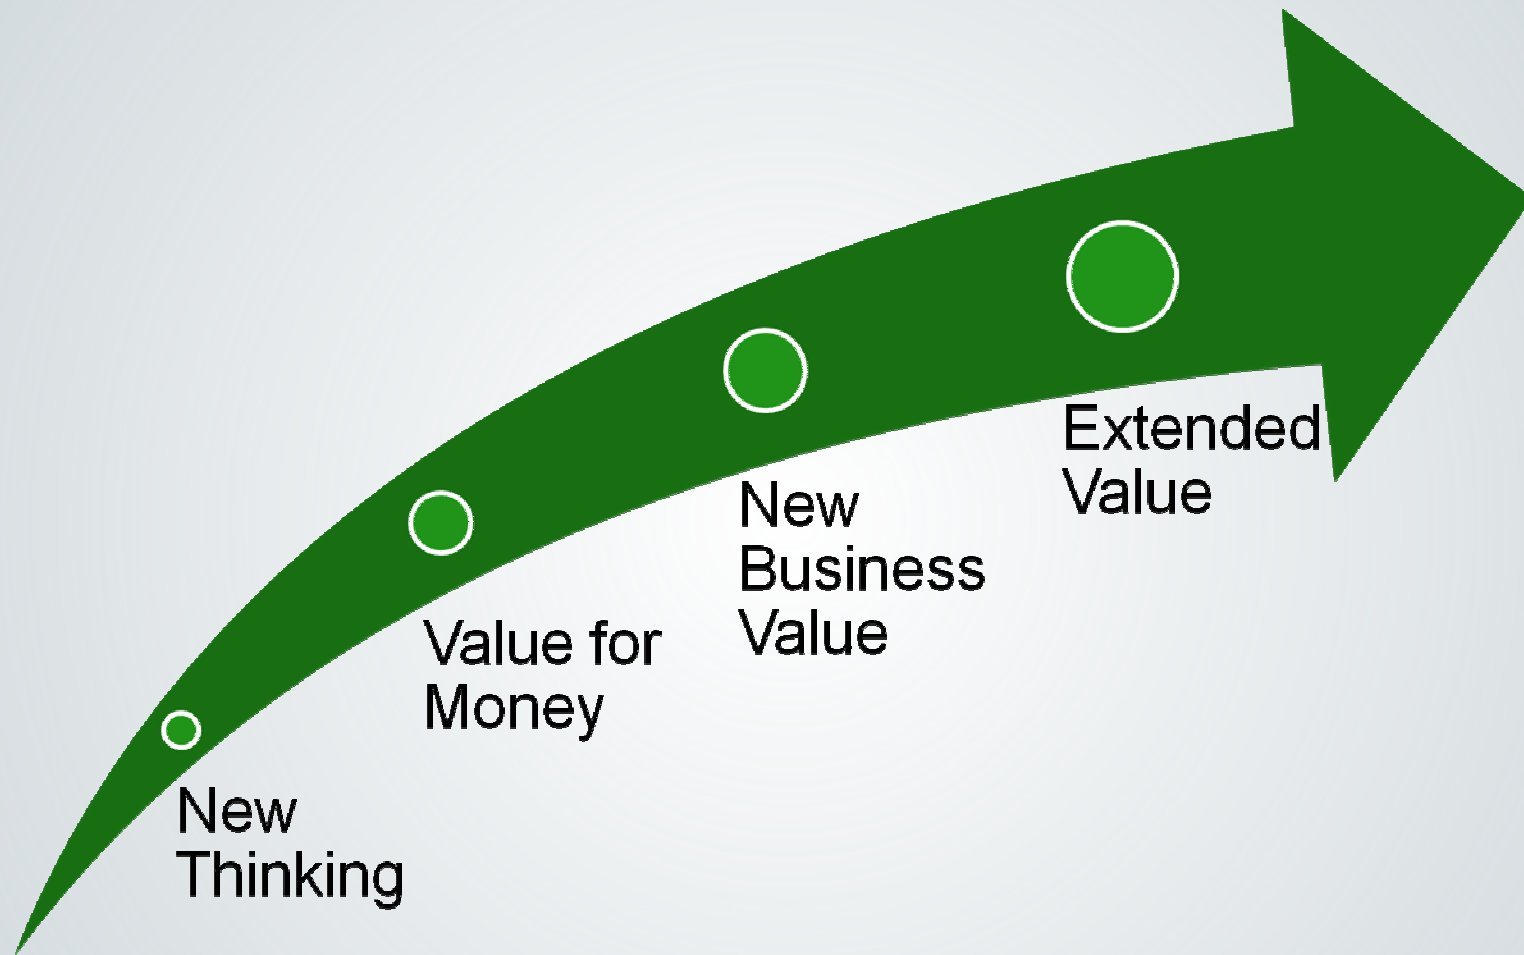 New
Thinking
Value for
Money
New
Business
Value
Extended
Value